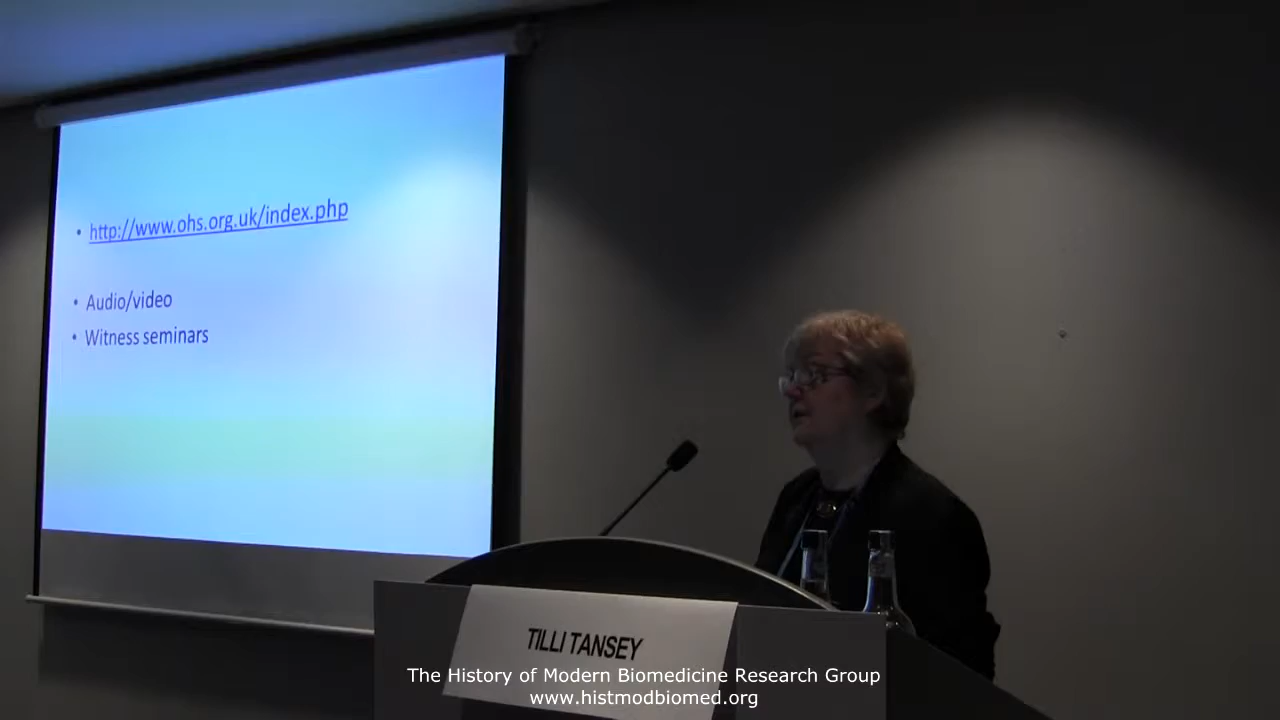 • http://www.ohs.org.uk/index.php
• Audio/video
• Witness seminars
TILLI TANSEY
The History of Modern Biomedicine Research Group
www.histmodbiomed.org